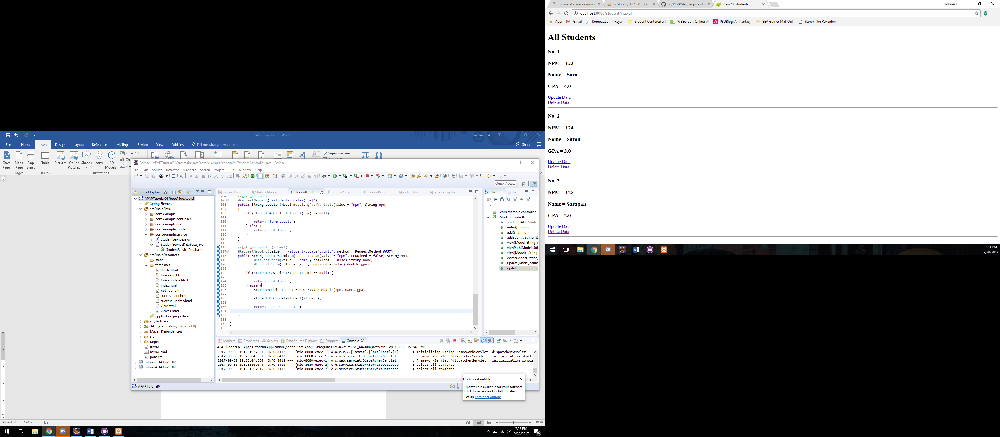 Write-up.docx - Word
Saraswati A
File Home Insert Design Layout References Mailings Review View Add-ins Tell me what you want to do
Share
Cover Page
Blank Page
Page Break
Table
Pictures
Online Pictures
Shapes
Icons
3D Models
SmartArt
Signature Line
Pages
Tables
Illustrations
Eclipse - APAPTutorial04/src/main/java/com/example/controller/StudentController.java - Eclipse
File Edit Source Refactor Navigate Search Project Run Window Help
Quick Access
Project Explorer
APAPTutorial04 [boot] [devtools]
Spring Elements
src/main/java
com.example
com.example.controller
com.example.dao
com.example.model
com.example.service
StudentService.java
StudentServiceDatabase.java
StudentServiceDatabase
src/main/resources
static
templates
delete.html
form-add.html
form-update.html
index.html
not-found.html
success-add.html
success-update.html
view.html
viewall.html
application.properties
src/test/java
JRE System Library [JavaSE-1.8]
Maven Dependencies
src
target
mvnw
mvnw.cmd
pom.xml
tutorial3_1406623202
tutorial4_1406623202
viewall.html StudentMappe... StudentContr... StudentServi... StudentServi... delete.html success-upda...
104 //Latihan update
105 @RequestMapping("/student/update/{npm}")
106 public String update (Model model, @PathVariable(value = "npm") String npm)
107 {
108 if (studentDAO.selectStudent(npm) != null) {
109
110 return "form-update";
111 } else {
112 return "not-found";
113 }
114 }
115
116 //Latihan update (submit)
117 @RequestMapping(value = "/student/update/submit", method = RequestMethod.POST)
118 public String updateSubmit (@RequestParam(value = "npm", required = false) String npm,
119 @RequestParam(value = "name", required = false) String name,
120 @RequestParam(value = "gpa", required = false) double gpa) {
121
122 if (studentDAO.selectStudent(npm) == null) {
123
124 return "not-found";
125 } else {
126 StudentModel student = new StudentModel (npm, name, gpa);
127
128 studentDAO.updateStudent(student);
129
130 return "success-update";
131 }
132 }
133
134 }
135
Ou... Ta...
com.example.controller
StudentController
studentDAO : Studer
index() : String
add() : String
addSubmit(String, St
view(Model, String) :
viewPath(Model, Stri
view(Model) : String
delete(Model, String
update(Model, String
updateSubmit(String
Markers Properties Servers Data Source Explorer Snippets Console
APAPTutorial04 - ApapTutorial04Application [Spring Boot App] C:\Program Files\Java\jre1.8.0_144\bin\javaw.exe (Sep 30, 2017, 7:22:47 PM)
2017-09-30 19:23:04.551 INFO 8412 --- [nio-8080-exec-1] o.a.c.c.C.[Tomcat].[localhost].[/] : Initializing Spring FrameworkServlet 'dispatcherServlet'
2017-09-30 19:23:04.551 INFO 8412 --- [nio-8080-exec-1] o.s.web.servlet.DispatcherServlet : FrameworkServlet 'dispatcherServlet': initialization starte
2017-09-30 19:23:04.564 INFO 8412 --- [nio-8080-exec-1] o.s.web.servlet.DispatcherServlet : FrameworkServlet 'dispatcherServlet': initialization comple
2017-09-30 19:23:10.044 INFO 8412 --- [nio-8080-exec-2] c.e.service.StudentServiceDatabase : select all students
2017-09-30 19:23:50.915 INFO 8412 --- [nio-8080-exec-7] c.e.service.StudentServiceDatabase : select all students
Updates Available
Updates are available for your software.
Click to review and install updates.
Set up Reminder options
APAPTutorial04
Page 4 of 4 190 words
100%
7:23 PM
9/30/2017
16
Tutorial 4 - Menggunaka localhost / 127.0.0.1 / stu b8/RSVPMapper.java at View All Students
Saraswati
localhost:8080/student/viewall
Apps Gmail Kompas.com - Rayak Student Centered e-L W3Schools Online W PSUBlog: A Phantasy SEA Gamer Mall Onli (Lore): The Rekenber
All Students
No. 1
NPM = 123
Name = Saras
GPA = 4.0
Update Data
Delete Data
No. 2
NPM = 124
Name = Sarah
GPA = 3.0
Update Data
Delete Data
No. 3
NPM = 125
Name = Sarapan
GPA = 2.0
Update Data
Delete Data
7:23 PM
9/30/2017